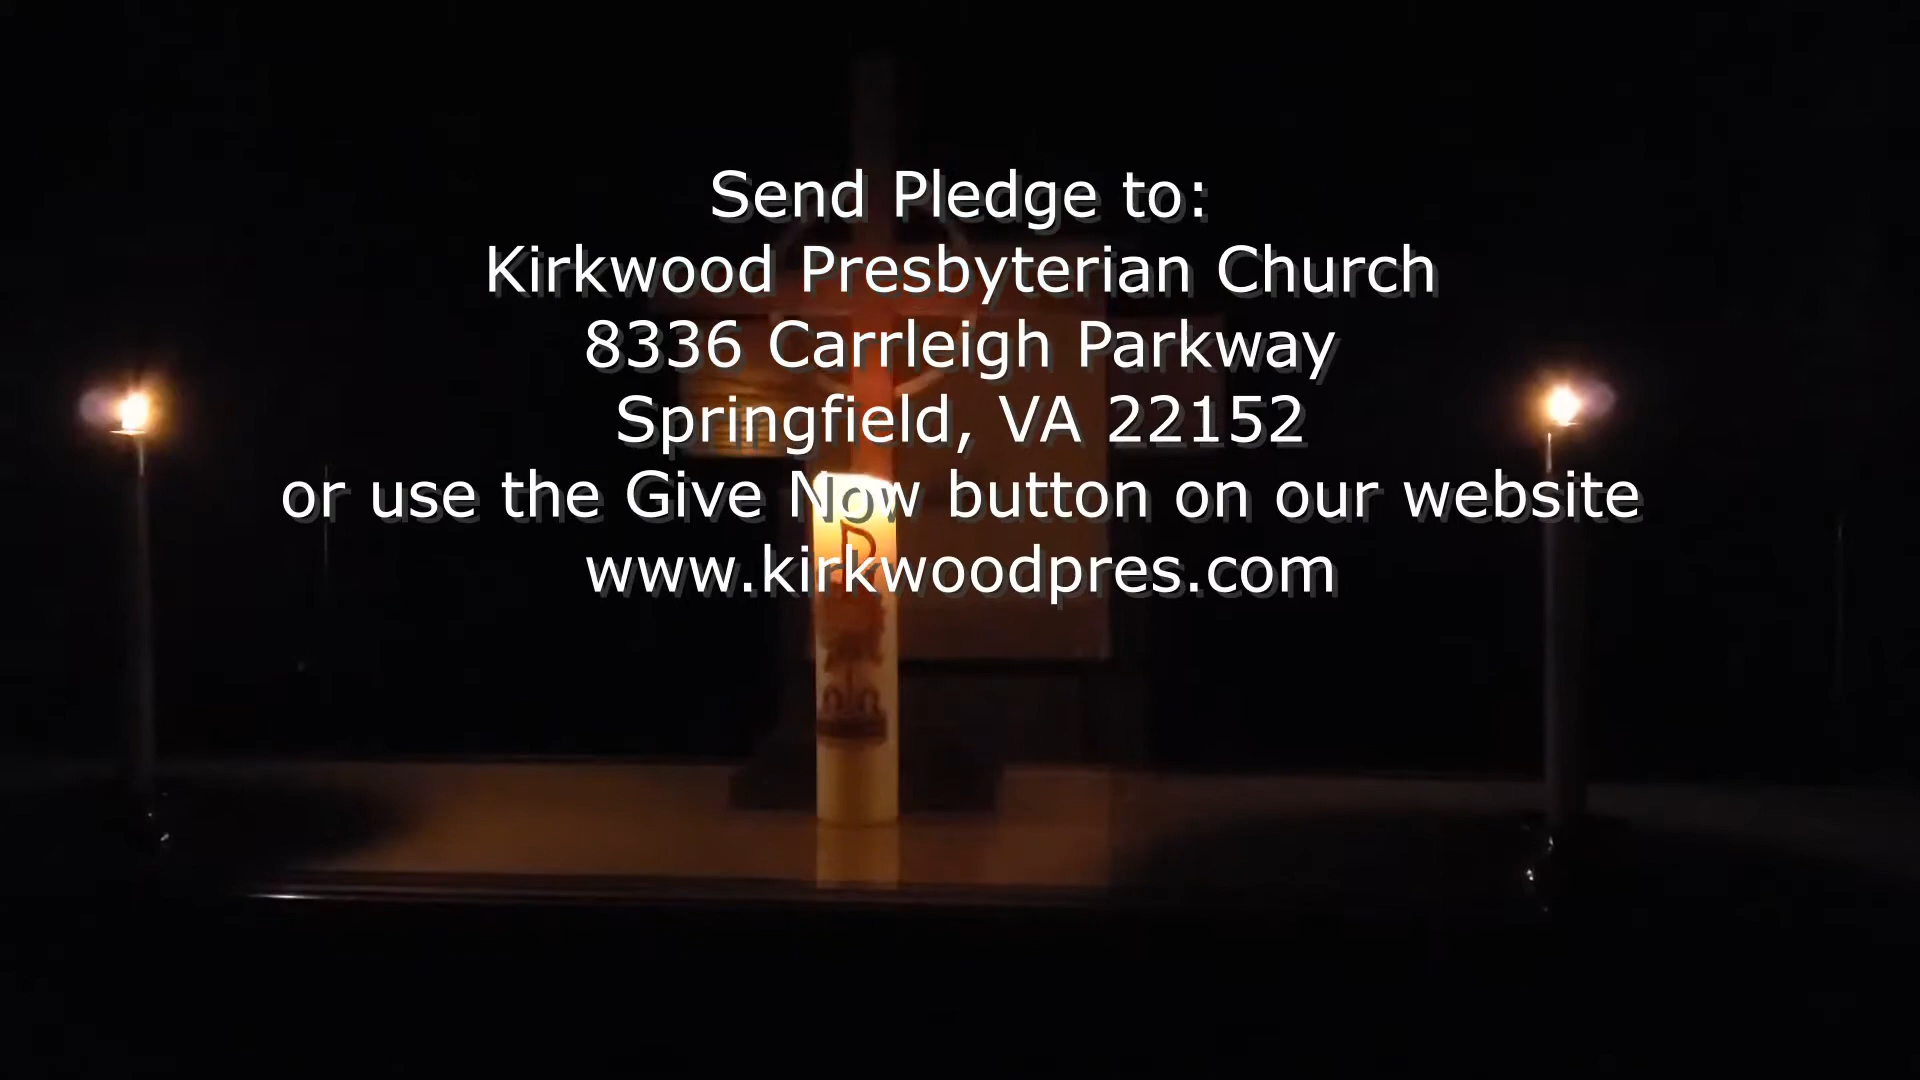 Send Pledge to:
Kirkwood Presbyterian Church
8336 Carrleigh Parkway
Springfield, VA 22152
or use the Give Now button on our website
www.kirkwoodpres.com